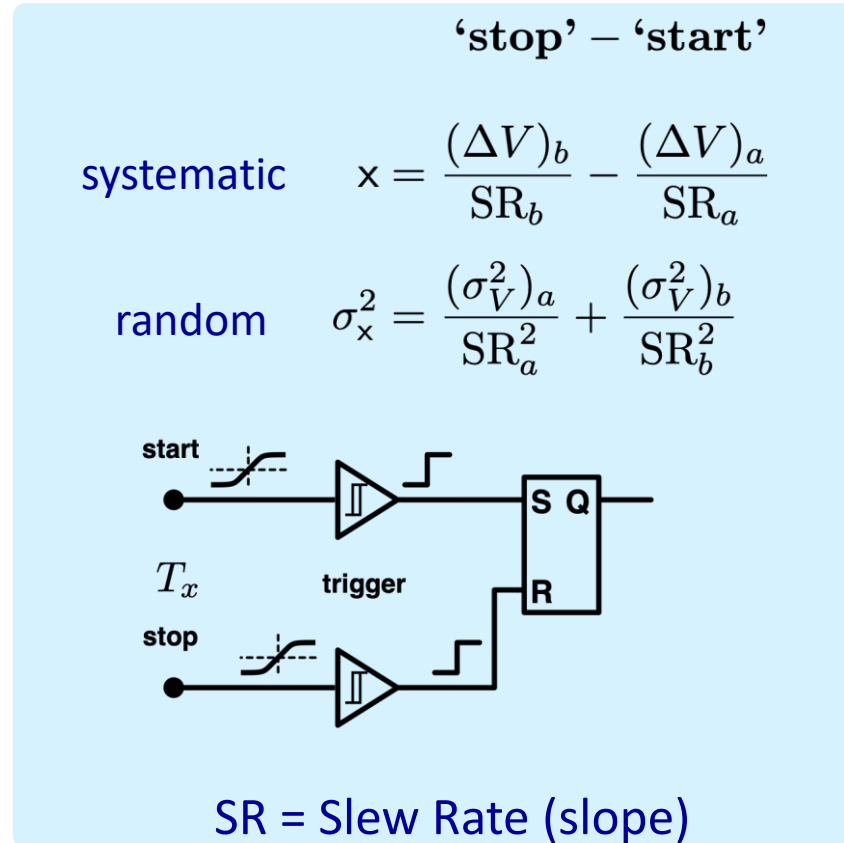 ‘stop’ – ‘start’
systematic x = (ΔV)_b / SR_b − (ΔV)_a / SR_a
random σ_x^2 = (σ_V^2)_a / SR_a^2 + (σ_V^2)_b / SR_b^2
start
S Q
T_x trigger R
stop
SR = Slew Rate (slope)